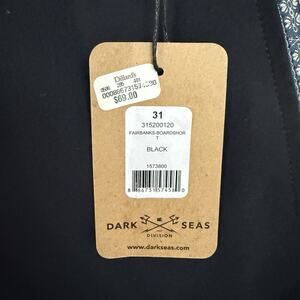 Dillard's
$69.00
31
315200120
FAIRBANKS-BOARDSHOR
T
BLACK
1573800
DARK SEAS
DIVISION
www.darkseas.com